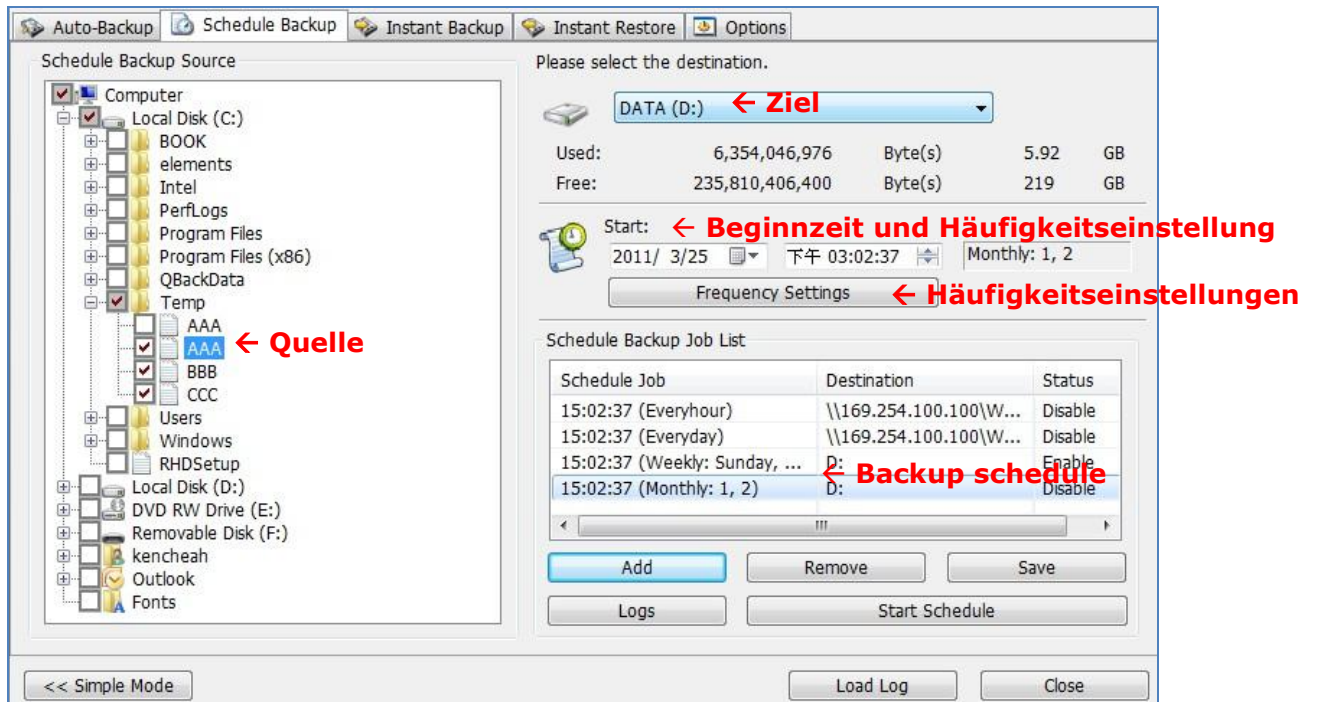 Auto-Backup Schedule Backup Instant Backup Instant Restore Options
Schedule Backup Source
Computer
Local Disk (C:)
BOOK
elements
Intel
PerfLogs
Program Files
Program Files (x86)
QBackData
Temp
AAA
AAA ← Quelle
BBB
CCC
Users
Windows
RHDSetup
Local Disk (D:)
DVD RW Drive (E:)
Removable Disk (F:)
kencheah
Outlook
Fonts
Please select the destination.
DATA (D:) ← Ziel
Used: 6,354,046,976 Byte(s) 5.92 GB
Free: 235,810,406,400 Byte(s) 219 GB
Start: ← Beginnzeit und Häufigkeitseinstellung
2011/ 3/25 下午 03:02:37 Monthly: 1, 2
Frequency Settings ← Häufigkeitseinstellungen
Schedule Backup Job List
Schedule Job Destination Status
15:02:37 (Everyhour) \\169.254.100.100\W... Disable
15:02:37 (Everyday) \\169.254.100.100\W... Disable
15:02:37 (Weekly: Sunday, ... D: Enable
← Backup schedule
15:02:37 (Monthly: 1, 2) D: Disable
Add Remove Save
Logs Start Schedule
<< Simple Mode Load Log Close